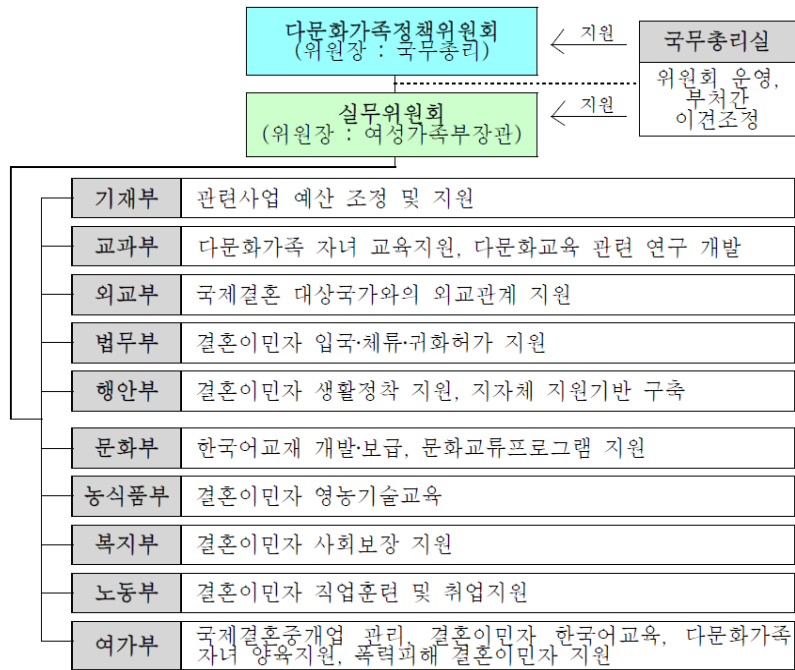 다문화가족정책위원회
(위원장 : 국무총리)
지원
국무총리실
위원회 운영,
부처간
이견조정
실무위원회
(위원장 : 여성가족부장관)
지원
기재부 관련사업 예산 조정 및 지원
교과부 다문화가족 자녀 교육지원, 다문화교육 관련 연구 개발
외교부 국제결혼 대상국가와의 외교관계 지원
법무부 결혼이민자 입국·체류·귀화허가 지원
행안부 결혼이민자 생활정착 지원, 지자체 지원기반 구축
문화부 한국어교재 개발·보급, 문화교류프로그램 지원
농식품부 결혼이민자 영농기술교육
복지부 결혼이민자 사회보장 지원
노동부 결혼이민자 직업훈련 및 취업지원
여가부 국제결혼중개업 관리, 결혼이민자 한국어교육, 다문화가족
자녀 양육지원, 폭력피해 결혼이민자 지원